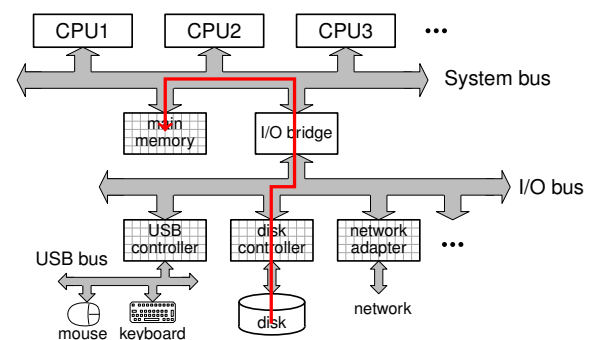 CPU1 CPU2 CPU3 •••
System bus
main
memory
I/O bridge
I/O bus
USB
controller
disk
controller
network
adapter
•••
USB bus
mouse
keyboard
disk
network